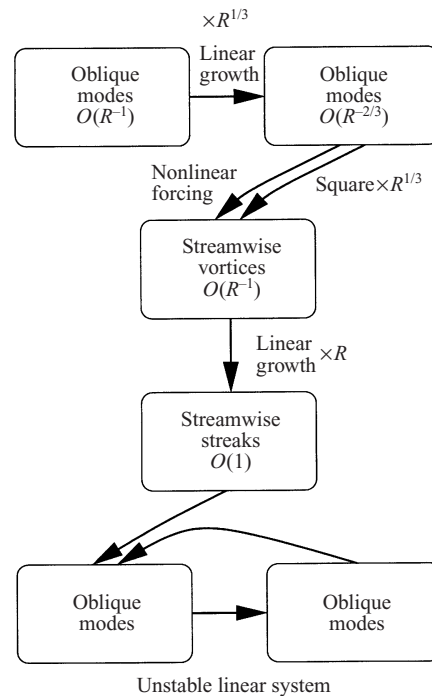 ×R^{1/3}
Linear
growth
Oblique
modes
O(R^{−1})
Oblique
modes
O(R^{−2/3})
Nonlinear
forcing
Square×R^{1/3}
Streamwise
vortices
O(R^{−1})
Linear
growth ×R
Streamwise
streaks
O(1)
Oblique
modes
Oblique
modes
Unstable linear system